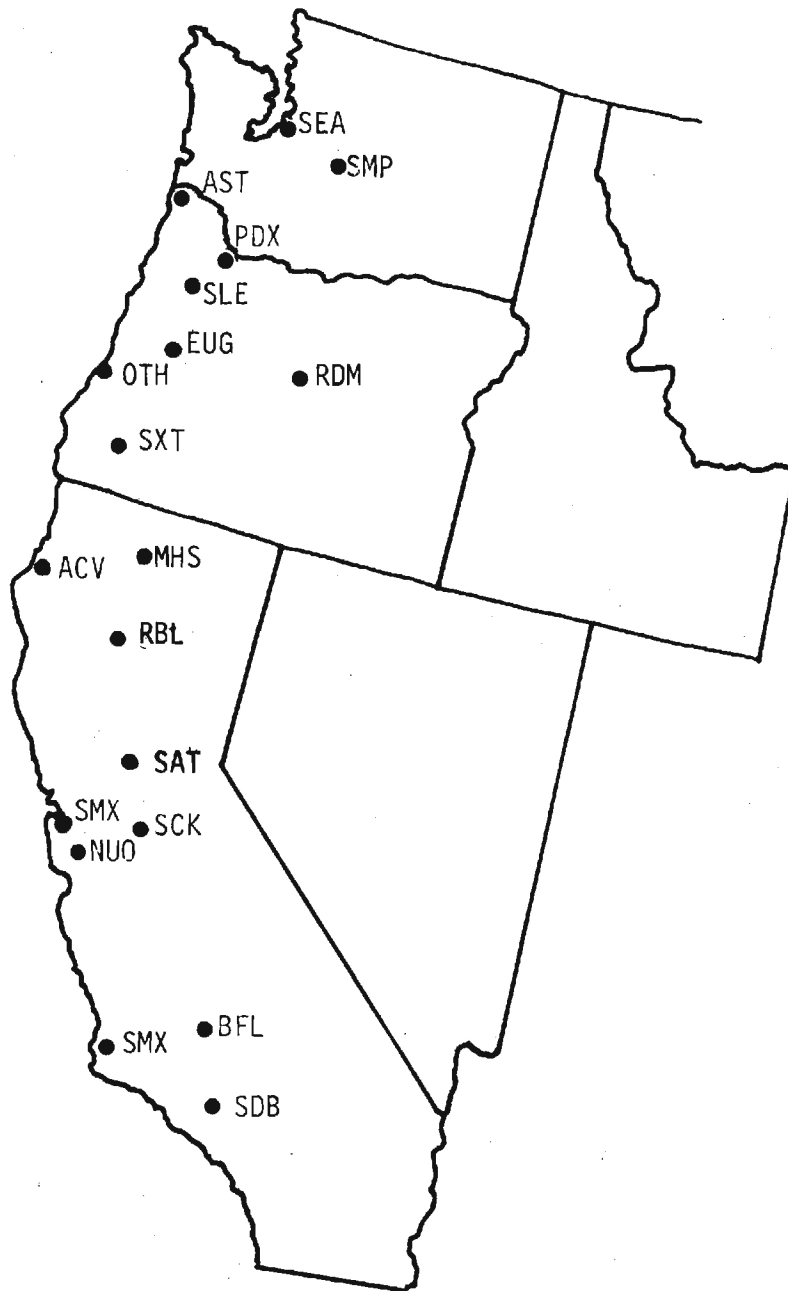 SEA
SMP
AST
PDX
SLE
EUG
OTH
RDM
SXT
MHS
ACV
RBL
SAT
SMX
SCK
NUO
BFL
SMX
SDB